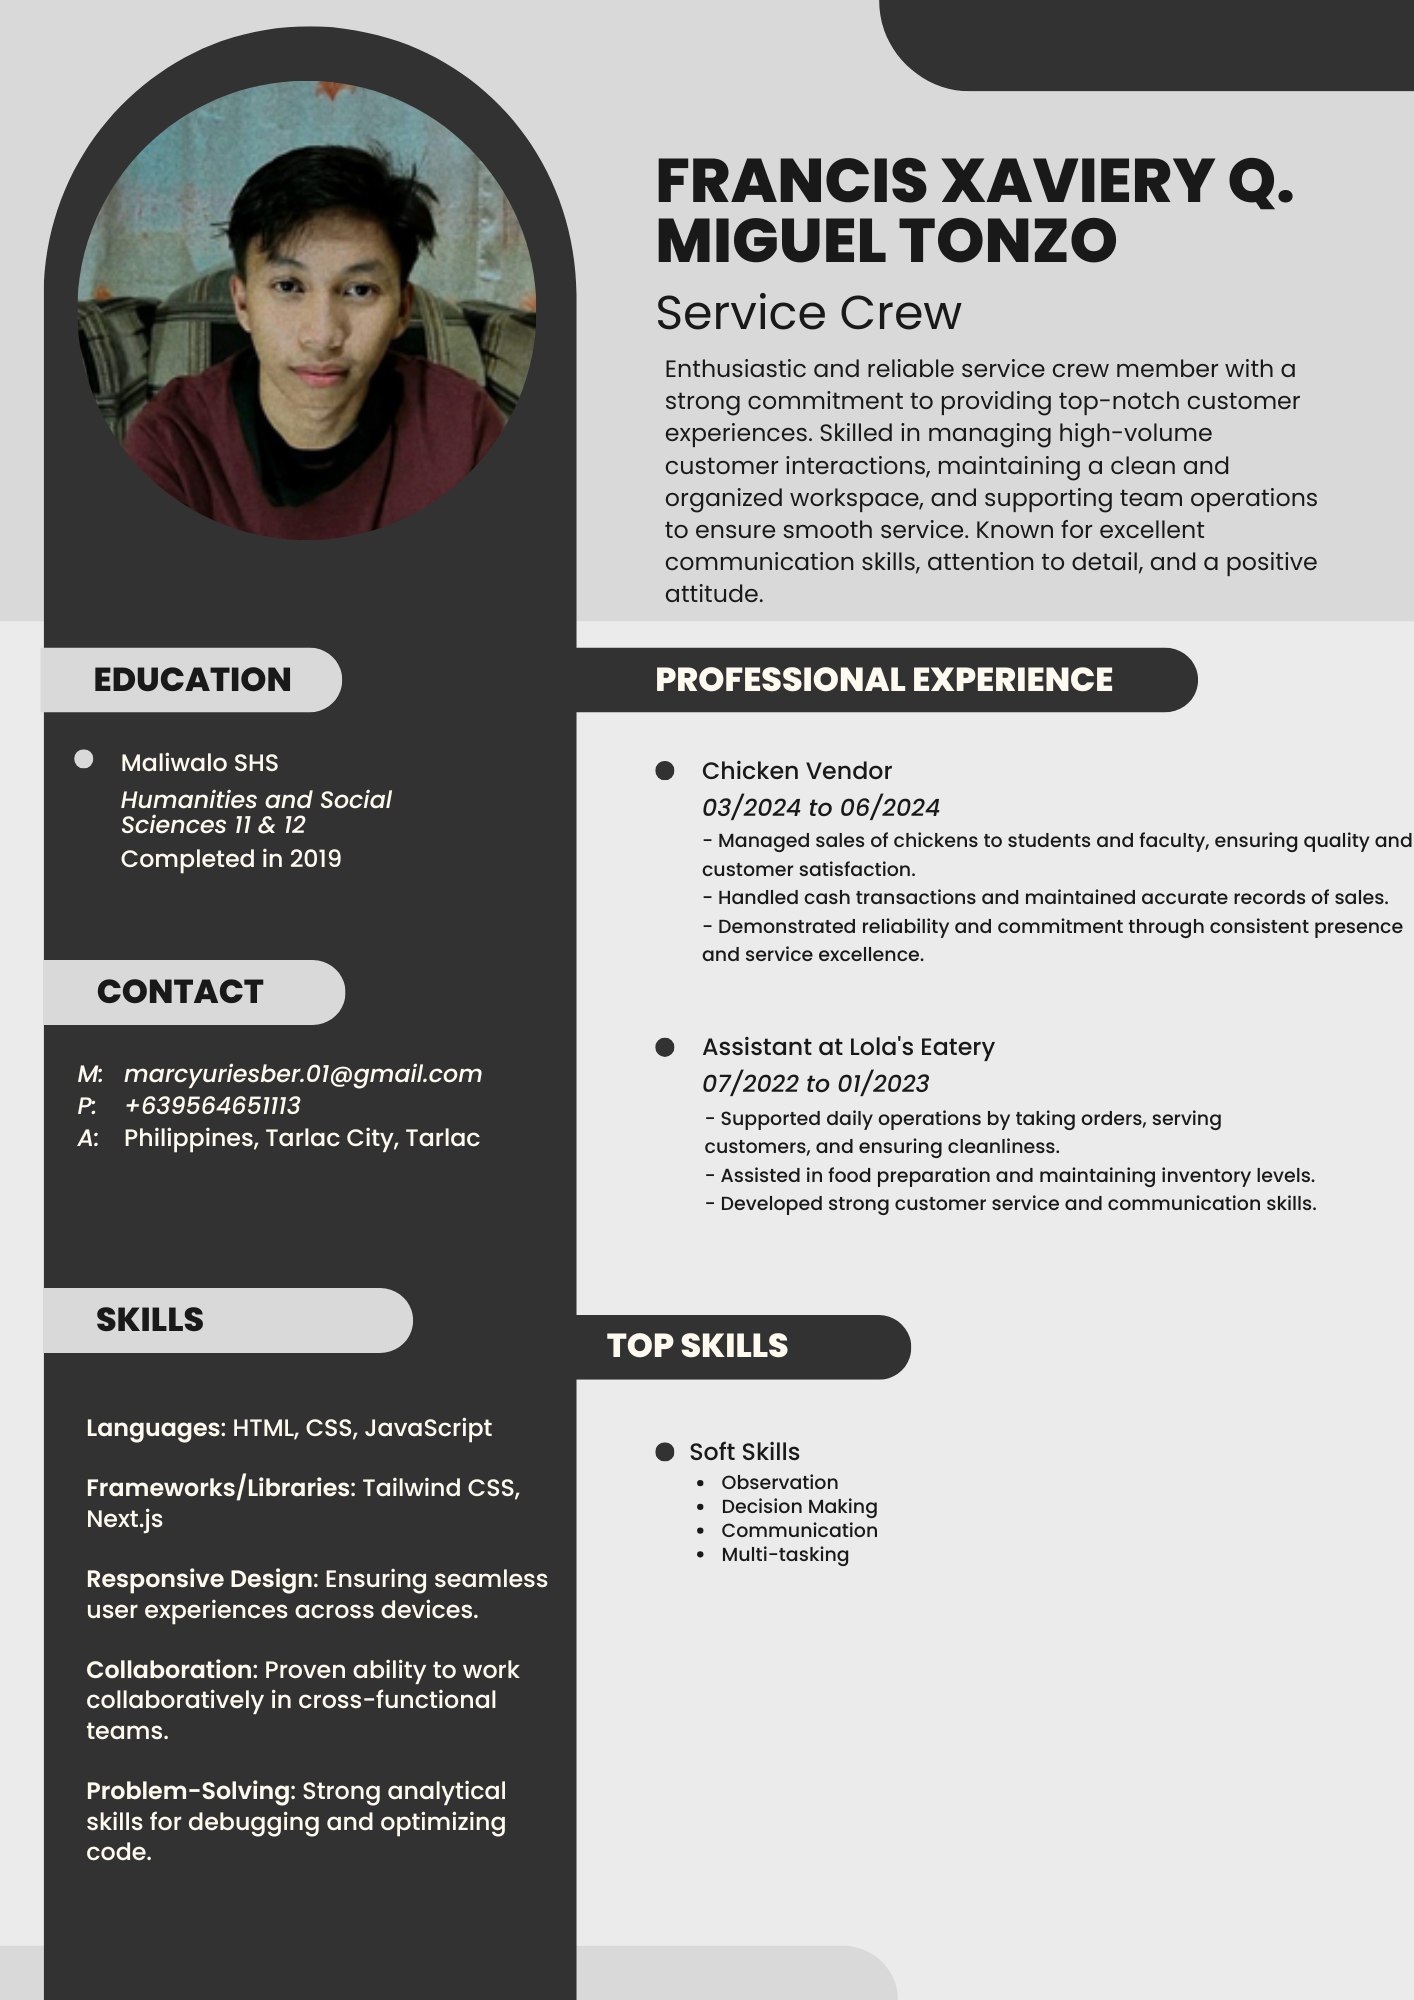 FRANCIS XAVIERY Q.
MIGUEL TONZO
Service Crew
Enthusiastic and reliable service crew member with a
strong commitment to providing top-notch customer
experiences. Skilled in managing high-volume
customer interactions, maintaining a clean and
organized workspace, and supporting team operations
to ensure smooth service. Known for excellent
communication skills, attention to detail, and a positive
attitude.
EDUCATION
Maliwalo SHS
Humanities and Social
Sciences 11 & 12
Completed in 2019
CONTACT
M: marcyuriesber.01@gmail.com
P: +639564651113
A: Philippines, Tarlac City, Tarlac
SKILLS
Languages: HTML, CSS, JavaScript
Frameworks/Libraries: Tailwind CSS,
Next.js
Responsive Design: Ensuring seamless
user experiences across devices.
Collaboration: Proven ability to work
collaboratively in cross-functional
teams.
Problem-Solving: Strong analytical
skills for debugging and optimizing
code.
PROFESSIONAL EXPERIENCE
Chicken Vendor
03/2024 to 06/2024
- Managed sales of chickens to students and faculty, ensuring quality and
customer satisfaction.
- Handled cash transactions and maintained accurate records of sales.
- Demonstrated reliability and commitment through consistent presence
and service excellence.
Assistant at Lola's Eatery
07/2022 to 01/2023
- Supported daily operations by taking orders, serving
customers, and ensuring cleanliness.
- Assisted in food preparation and maintaining inventory levels.
- Developed strong customer service and communication skills.
TOP SKILLS
Soft Skills
• Observation
• Decision Making
• Communication
• Multi-tasking